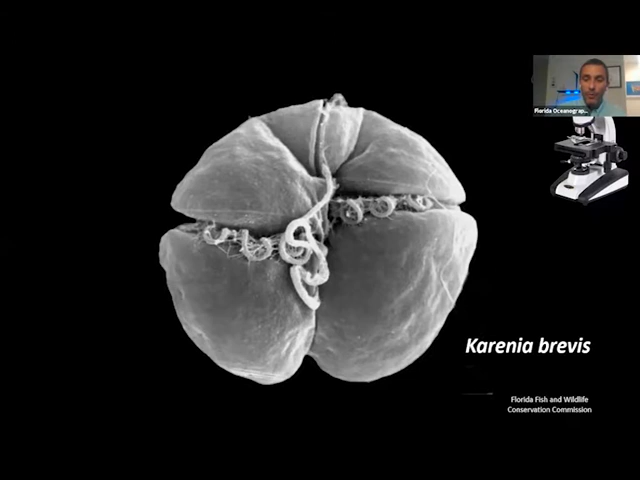 Florida Oceanograp...
Karenia brevis
Florida Fish and Wildlife
Conservation Commission